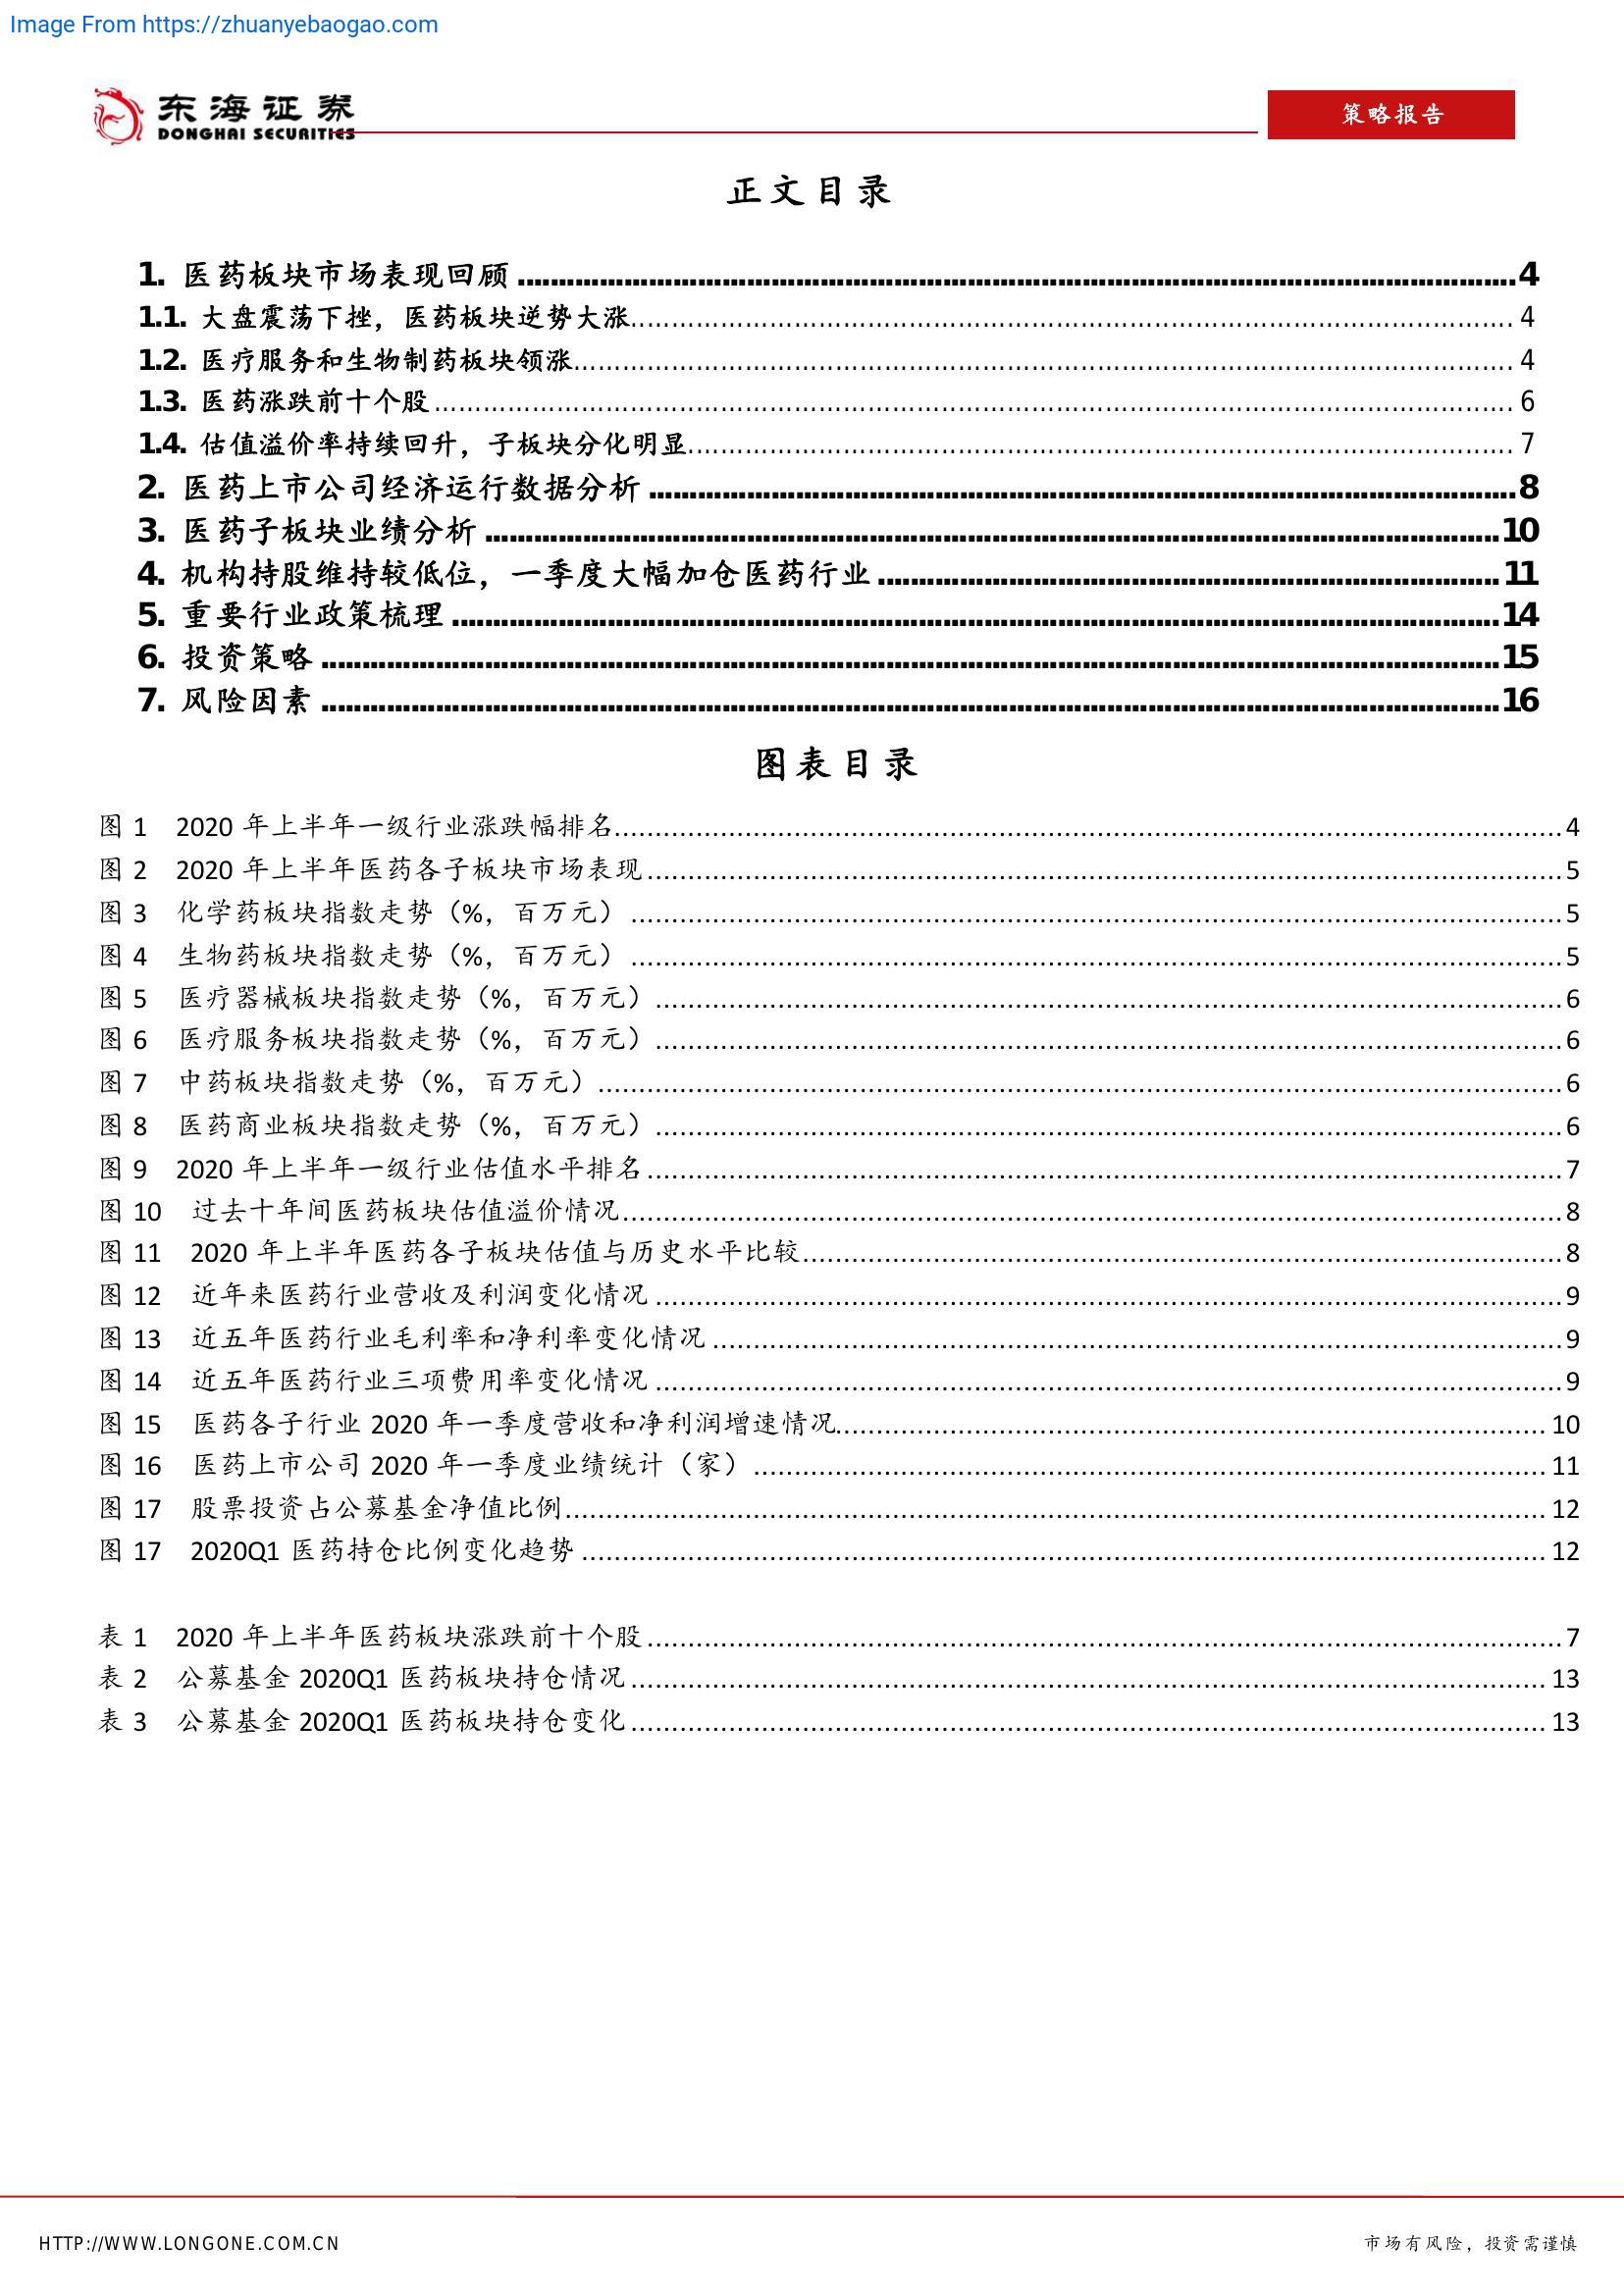 Image From https://zhuanyebaogao.com
东海证券
DONGHAI SECURITIES
策略报告
正文目录
1. 医药板块市场表现回顾 ........ 4
1.1. 大盘震荡下挫，医药板块逆势大涨........ 4
1.2. 医疗服务和生物制药板块领涨........ 4
1.3. 医药涨跌前十个股 ........ 6
1.4. 估值溢价率持续回升，子板块分化明显........ 7
2. 医药上市公司经济运行数据分析 ........ 8
3. 医药子板块业绩分析 ........ 10
4. 机构持股维持较低位，一季度大幅加仓医药行业 ........ 11
5. 重要行业政策梳理 ........ 14
6. 投资策略 ........ 15
7. 风险因素 ........ 16
图表目录
图 1 2020 年上半年一级行业涨跌幅排名........ 4
图 2 2020 年上半年医药各子板块市场表现 ........ 5
图 3 化学药板块指数走势（%，百万元） ........ 5
图 4 生物药板块指数走势（%，百万元） ........ 5
图 5 医疗器械板块指数走势（%，百万元） ........ 6
图 6 医疗服务板块指数走势（%，百万元） ........ 6
图 7 中药板块指数走势（%，百万元） ........ 6
图 8 医药商业板块指数走势（%，百万元） ........ 6
图 9 2020 年上半年一级行业估值水平排名 ........ 7
图 10 过去十年间医药板块估值溢价情况........ 8
图 11 2020 年上半年医药各子板块估值与历史水平比较........ 8
图 12 近年来医药行业营收及利润变化情况 ........ 9
图 13 近五年医药行业毛利率和净利率变化情况 ........ 9
图 14 近五年医药行业三项费用率变化情况 ........ 9
图 15 医药各子行业 2020 年一季度营收和净利润增速情况........ 10
图 16 医药上市公司 2020 年一季度业绩统计（家） ........ 11
图 17 股票投资占公募基金净值比例........ 12
图 17 2020Q1 医药持仓比例变化趋势 ........ 12
表 1 2020 年上半年医药板块涨跌前十个股 ........ 7
表 2 公募基金 2020Q1 医药板块持仓情况 ........ 13
表 3 公募基金 2020Q1 医药板块持仓变化 ........ 13
HTTP://WWW.LONGONE.COM.CN
市场有风险，投资需谨慎